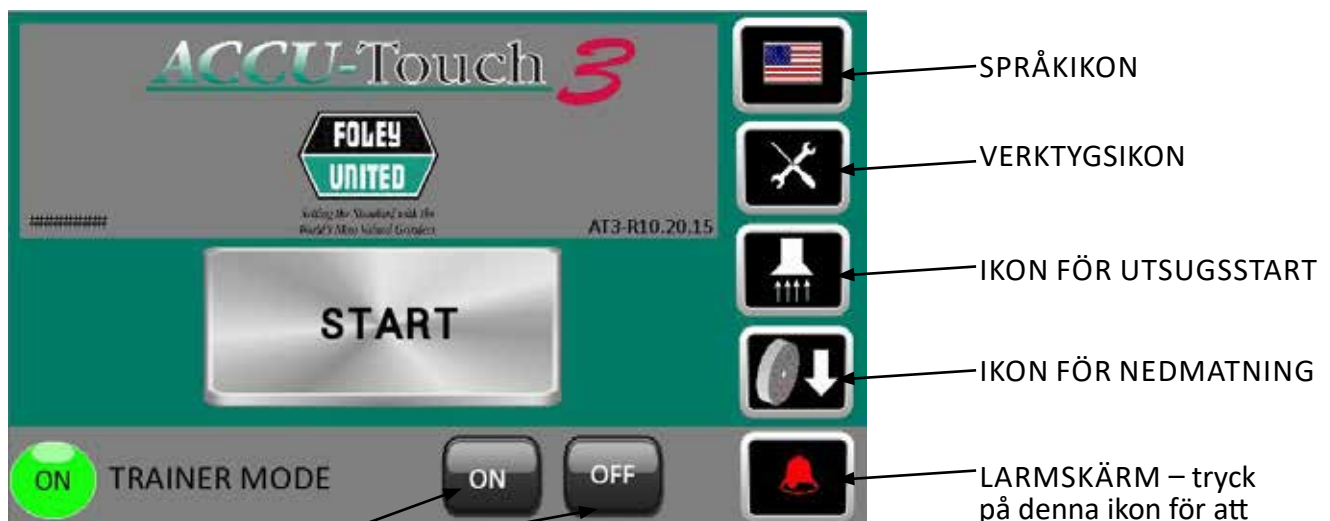 ACCU-Touch 3
FOLEY
UNITED
Setting the Standard with the
World's Most Valued Grinders
##########
AT3-R10.20.15
START
ON
TRAINER MODE
ON
OFF
SPRÅKIKON
VERKTYGSIKON
IKON FÖR UTSUGSSTART
IKON FÖR NEDMATNING
LARMSKÄRM – tryck
på denna ikon för att